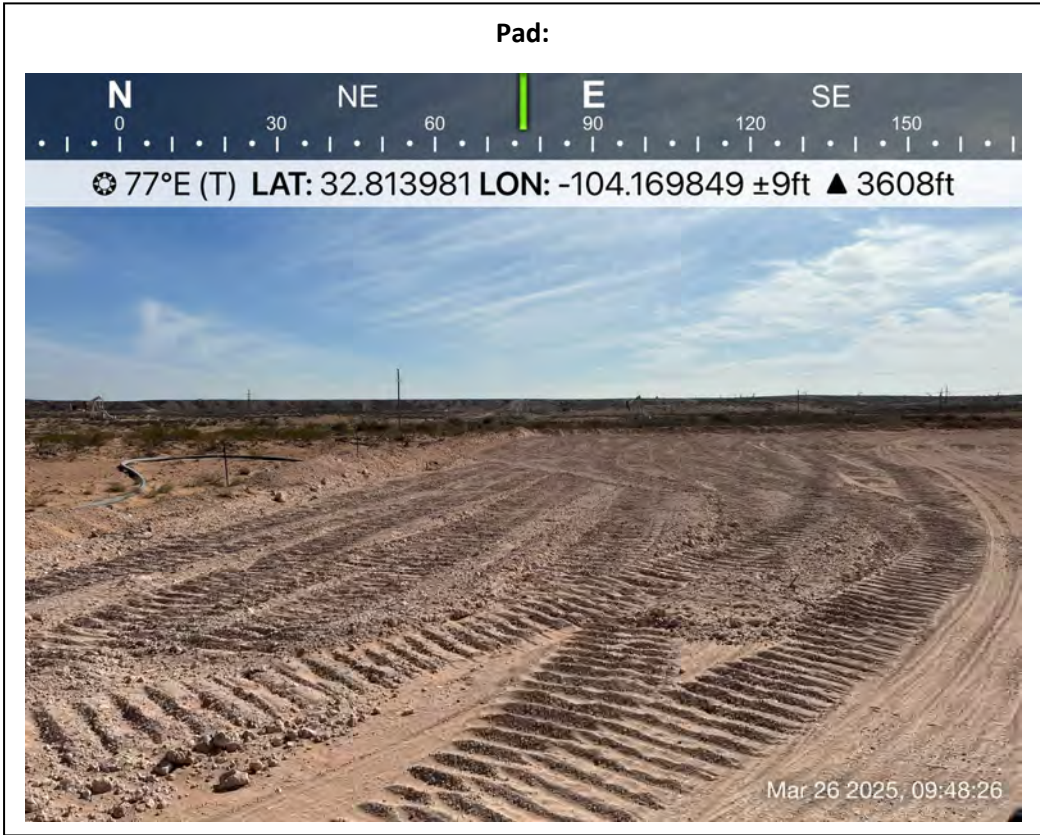 Pad:
N NE E SE
0 30 60 90 120 150
77°E (T) LAT: 32.813981 LON: -104.169849 ±9ft ▲ 3608ft
Mar 26 2025, 09:48:26